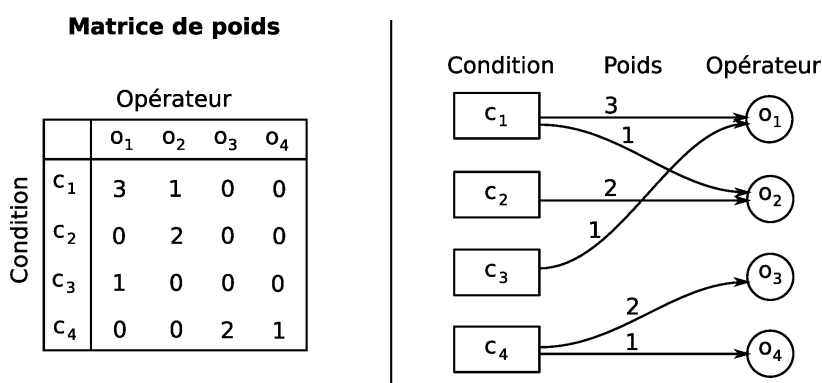 Matrice de poids
Opérateur
Condition
o1 o2 o3 o4
c1 3 1 0 0
c2 0 2 0 0
c3 1 0 0 0
c4 0 0 2 1
Condition Poids Opérateur
c1 3 o1
1
c2 2 o2
1
c3
o3
2
c4 1 o4